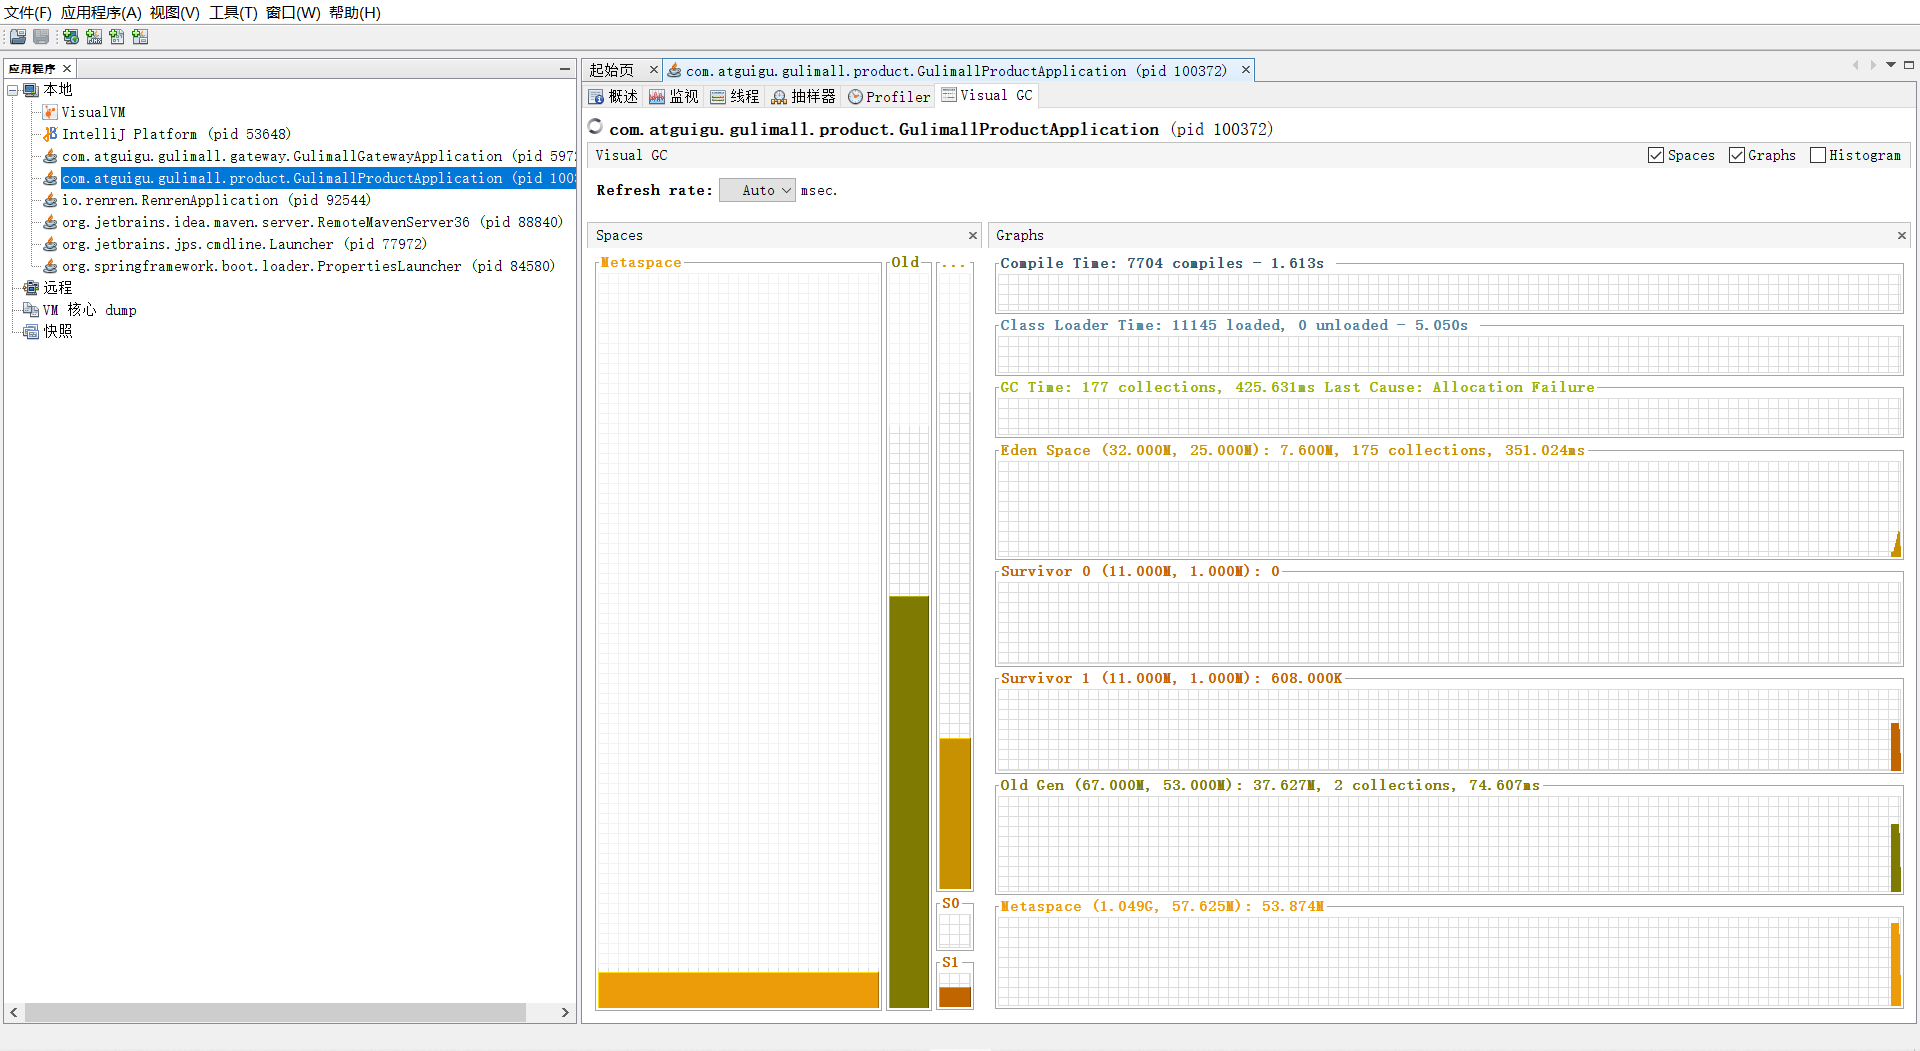 文件(F) 应用程序(A) 视图(V) 工具(T) 窗口(W) 帮助(H)
应用程序
本地
VisualVM
IntelliJ Platform (pid 53648)
com.atguigu.gulimall.gateway.GulimallGatewayApplication (pid 597
com.atguigu.gulimall.product.GulimallProductApplication (pid 100
io.renren.RenrenApplication (pid 92544)
org.jetbrains.idea.maven.server.RemoteMavenServer36 (pid 88840)
org.jetbrains.jps.cmdline.Launcher (pid 77972)
org.springframework.boot.loader.PropertiesLauncher (pid 84580)
远程
VM 核心 dump
快照
起始页 com.atguigu.gulimall.product.GulimallProductApplication (pid 100372)
概述 监视 线程 抽样器 Profiler Visual GC
com.atguigu.gulimall.product.GulimallProductApplication (pid 100372)
Visual GC Spaces Graphs Histogram
Refresh rate: Auto msec.
Spaces
Metaspace Old ...
S0
S1
Graphs
Compile Time: 7704 compiles - 1.613s
Class Loader Time: 11145 loaded, 0 unloaded - 5.050s
GC Time: 177 collections, 425.631ms Last Cause: Allocation Failure
Eden Space (32.000M, 25.000M): 7.600M, 175 collections, 351.024ms
Survivor 0 (11.000M, 1.000M): 0
Survivor 1 (11.000M, 1.000M): 608.000K
Old Gen (67.000M, 53.000M): 37.627M, 2 collections, 74.607ms
Metaspace (1.049G, 57.625M): 53.874M